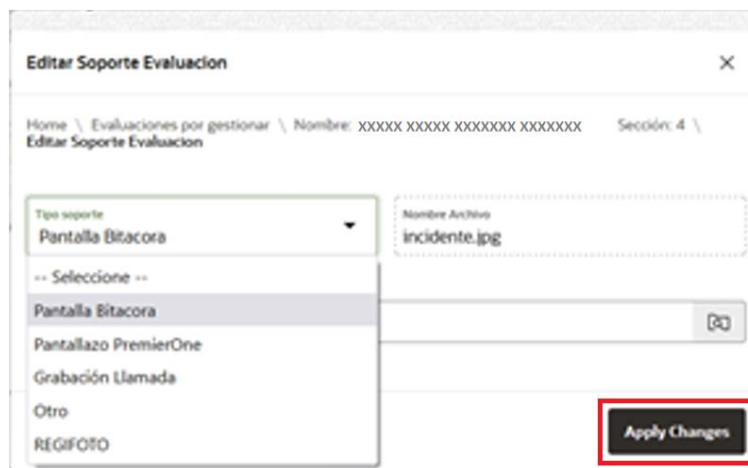 Editar Soporte Evaluacion
Home \ Evaluaciones por gestionar \ Nombre: XXXXX XXXXX XXXXXXX XXXXXXX Sección: 4 \
Editar Soporte Evaluacion
Tipo soporte
Pantalla Bitacora
Nombre Archivo
incidente.jpg
-- Seleccione --
Pantalla Bitacora
Pantallazo PremierOne
Grabación Llamada
Otro
REGIFOTO
Apply Changes